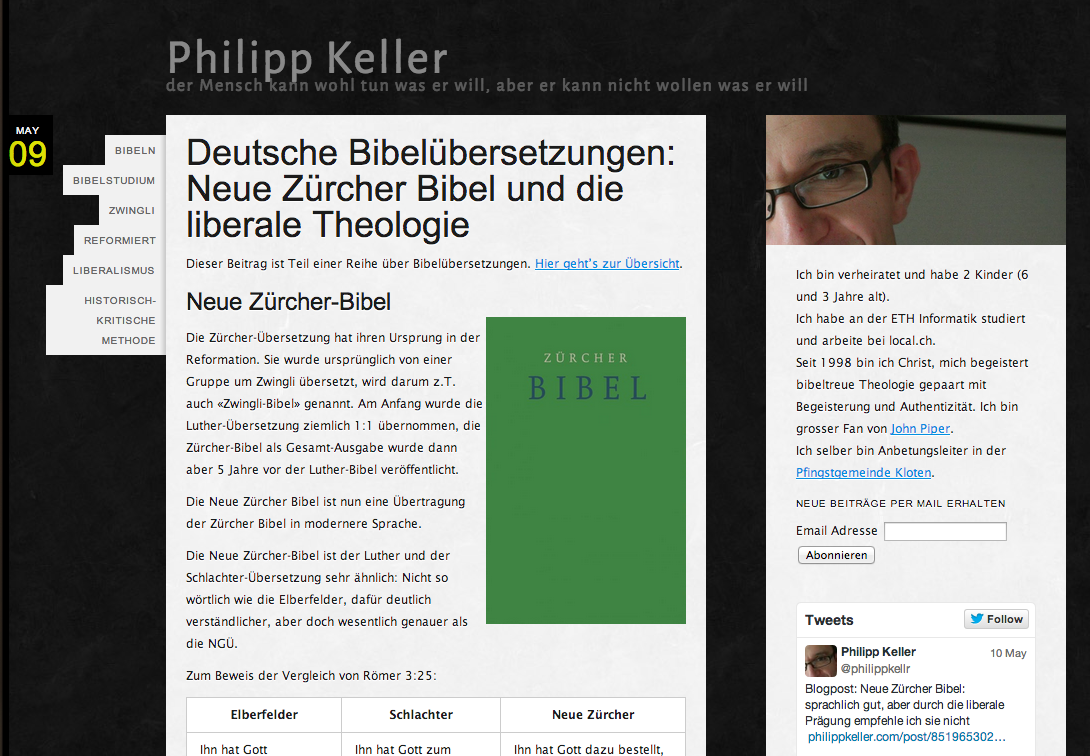 Philipp Keller
der Mensch kann wohl tun was er will, aber er kann nicht wollen was er will
MAY
09
BIBELN
BIBELSTUDIUM
ZWINGLI
REFORMIERT
LIBERALISMUS
HISTORISCH-
KRITISCHE
METHODE
Deutsche Bibelübersetzungen:
Neue Zürcher Bibel und die
liberale Theologie
Dieser Beitrag ist Teil einer Reihe über Bibelübersetzungen. Hier geht's zur Übersicht.
Neue Zürcher-Bibel
Die Zürcher-Übersetzung hat ihren Ursprung in der
Reformation. Sie wurde ursprünglich von einer
Gruppe um Zwingli übersetzt, wird darum z.T.
auch «Zwingli-Bibel» genannt. Am Anfang wurde die
Luther-Übersetzung ziemlich 1:1 übernommen, die
Zürcher-Bibel als Gesamt-Ausgabe wurde dann
aber 5 Jahre vor der Luther-Bibel veröffentlicht.
ZÜRCHER
BIBEL
Die Neue Zürcher Bibel ist nun eine Übertragung
der Zürcher Bibel in modernere Sprache.
Die Neue Zürcher-Bibel ist der Luther und der
Schlachter-Übersetzung sehr ähnlich: Nicht so
wörtlich wie die Elberfelder, dafür deutlich
verständlicher, aber doch wesentlich genauer als
die NGÜ.
Zum Beweis der Vergleich von Römer 3:25:
Elberfelder Schlachter Neue Zürcher
Ihn hat Gott Ihn hat Gott zum Ihn hat Gott dazu bestellt,
Ich bin verheiratet und habe 2 Kinder (6
und 3 Jahre alt).
Ich habe an der ETH Informatik studiert
und arbeite bei local.ch.
Seit 1998 bin ich Christ, mich begeistert
bibeltreue Theologie gepaart mit
Begeisterung und Authentizität. Ich bin
grosser Fan von John Piper.
Ich selber bin Anbetungsleiter in der
Pfingstgemeinde Kloten.
NEUE BEITRÄGE PER MAIL ERHALTEN
Email Adresse
Abonnieren
Tweets
Follow
Philipp Keller 10 May
@philippkellr
Blogpost: Neue Zürcher Bibel:
sprachlich gut, aber durch die liberale
Prägung empfehle ich sie nicht
philippkeller.com/post/851965302…